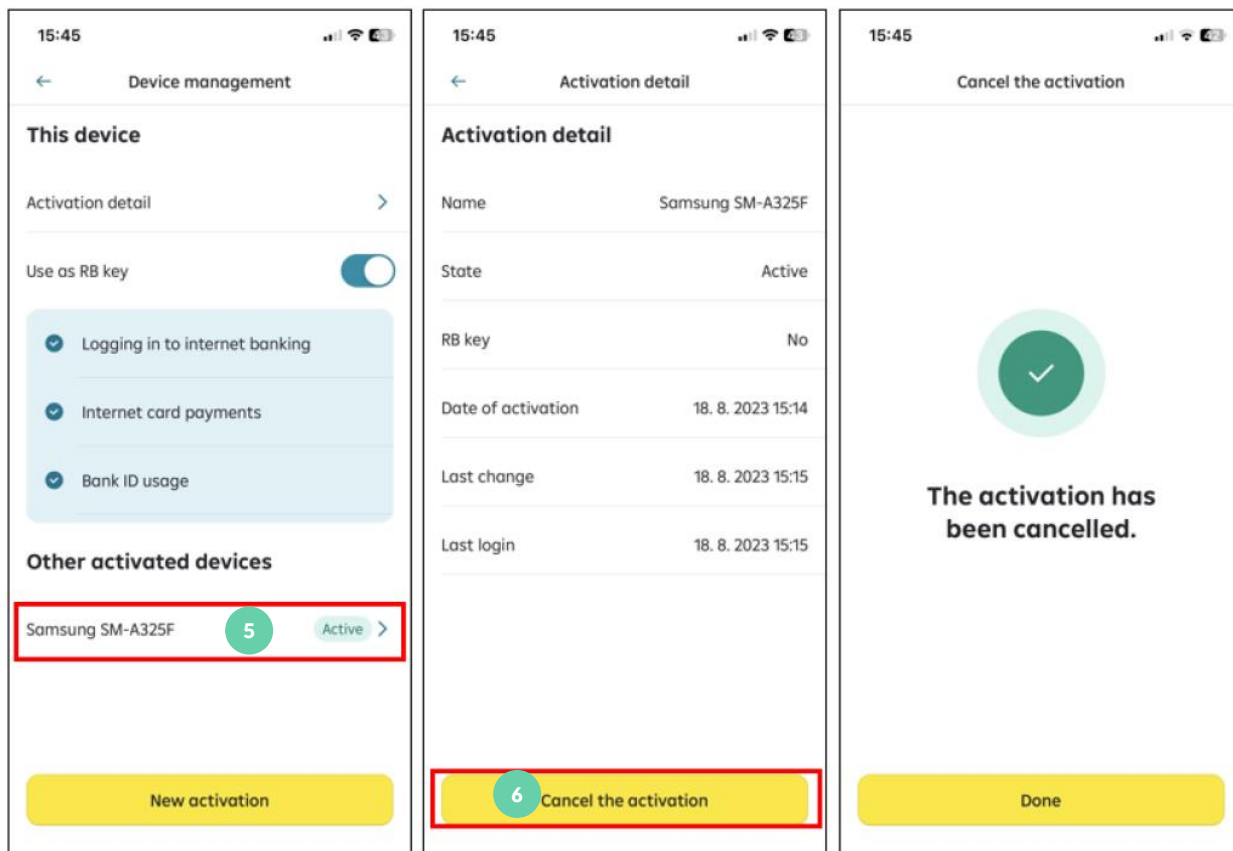 15:45
Device management
This device
Activation detail
Use as RB key
Logging in to internet banking
Internet card payments
Bank ID usage
Other activated devices
Samsung SM-A325F 5 Active
New activation
15:45
Activation detail
Activation detail
Name Samsung SM-A325F
State Active
RB key No
Date of activation 18. 8. 2023 15:14
Last change 18. 8. 2023 15:15
Last login 18. 8. 2023 15:15
6 Cancel the activation
15:45
Cancel the activation
The activation has
been cancelled.
Done